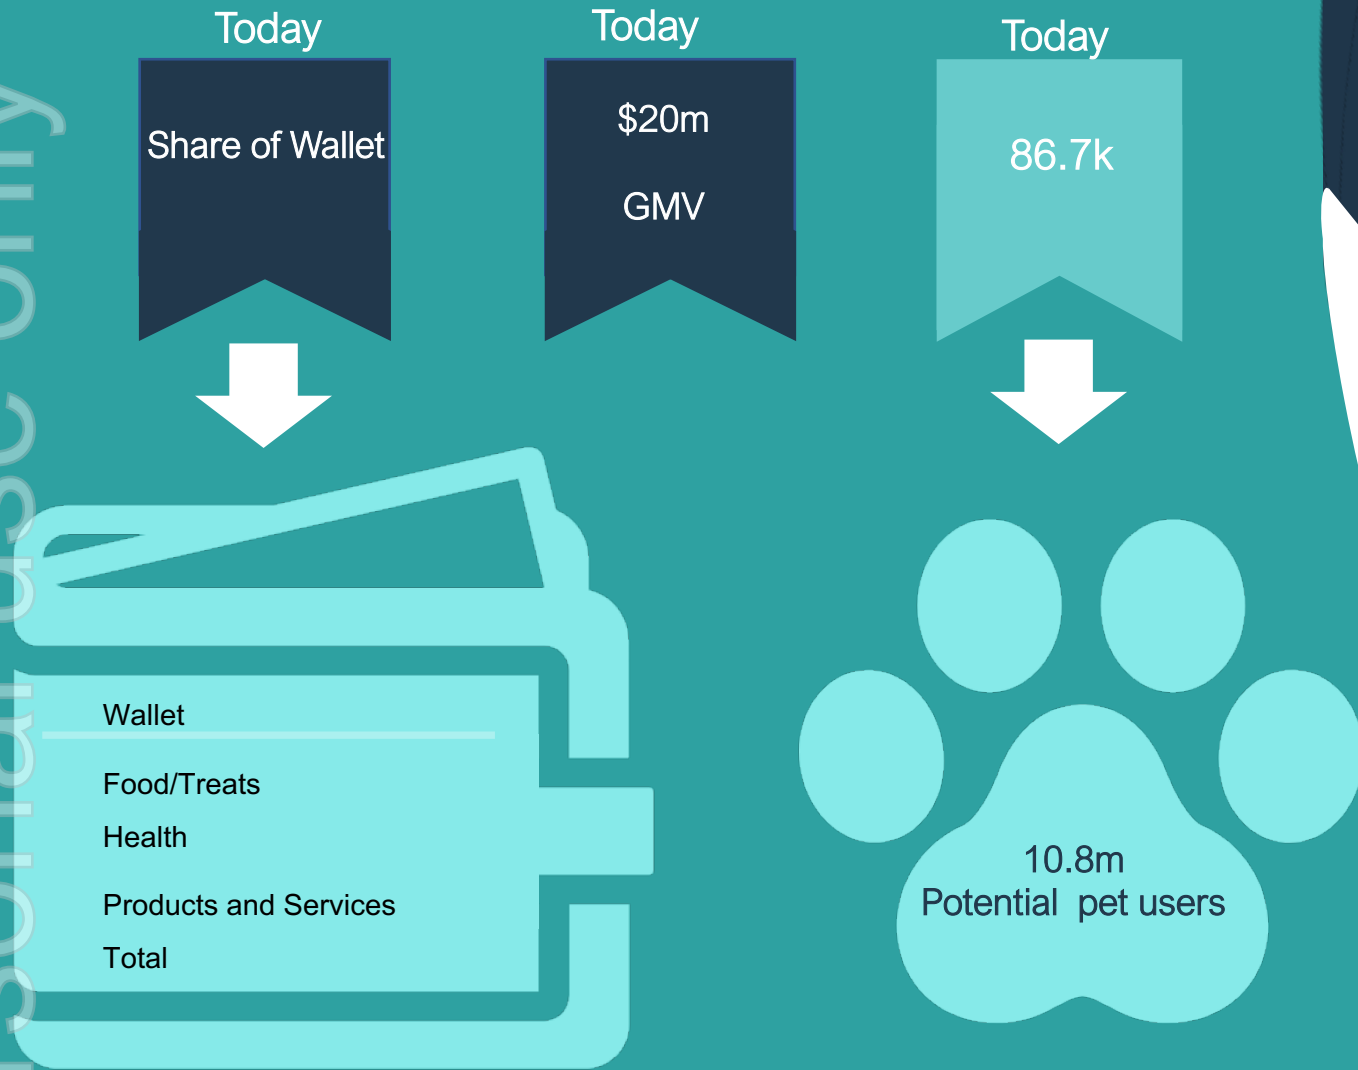 Today
Share of Wallet
Today
$20m
GMV
Today
86.7k
Wallet
Food/Treats
Health
Products and Services
Total
10.8m
Potential pet users
only